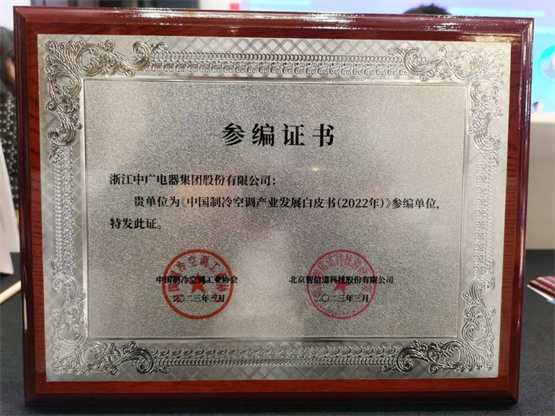 参编证书
浙江中广电器集团股份有限公司：
贵单位为《中国制冷空调产业发展白皮书（2022年）》参编单位，
特发此证。
中国制冷空调工业协会
北京智信道科技股份有限公司
二〇二三年三月
二〇二三年三月